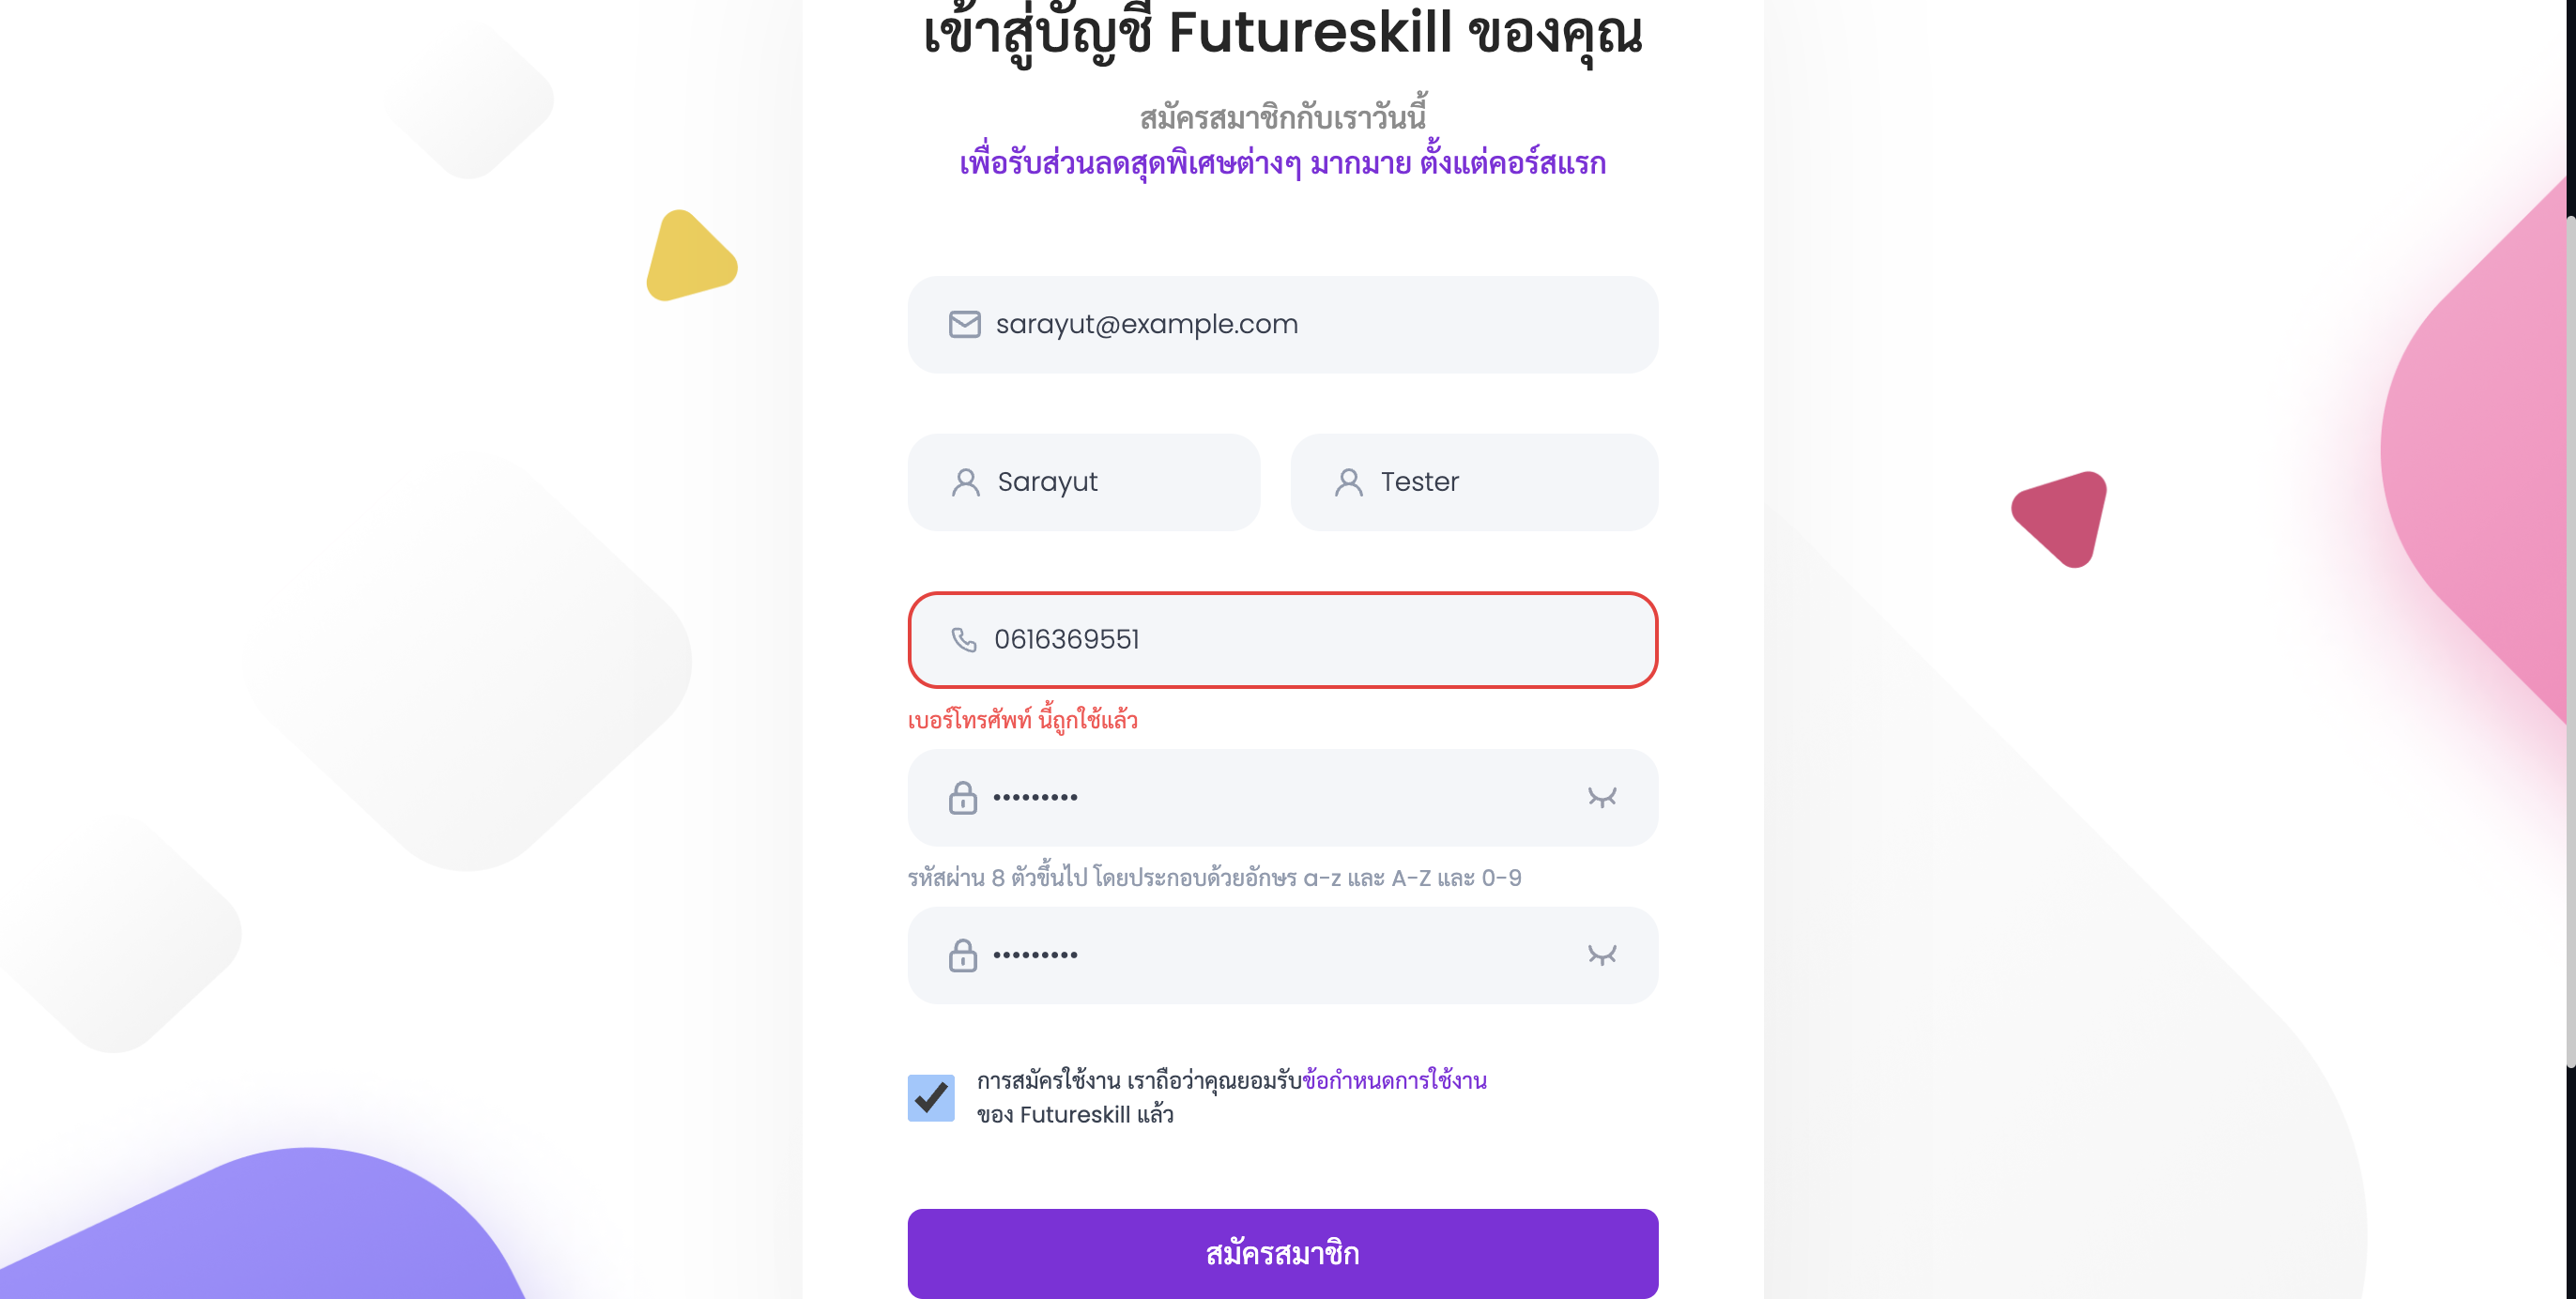 เข้าสู่บัญชี Futureskill ของคุณ
สมัครสมาชิกกับเราวันนี้
เพื่อรับส่วนลดสุดพิเศษต่างๆ มากมาย ตั้งแต่คอร์สแรก
sarayut@example.com
Sarayut
Tester
0616369551
เบอร์โทรศัพท์ นี้ถูกใช้แล้ว
•••••••••
รหัสผ่าน 8 ตัวขึ้นไป โดยประกอบด้วยอักษร a-z และ A-Z และ 0-9
•••••••••
การสมัครใช้งาน เราถือว่าคุณยอมรับข้อกำหนดการใช้งาน
ของ Futureskill แล้ว
สมัครสมาชิก